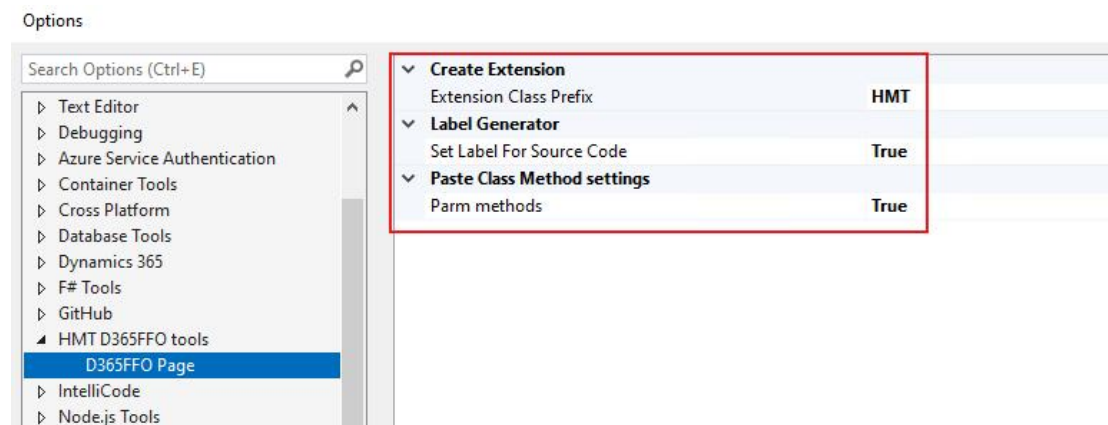 Options
Search Options (Ctrl+E)
Text Editor
Debugging
Azure Service Authentication
Container Tools
Cross Platform
Database Tools
Dynamics 365
F# Tools
GitHub
HMT D365FFO tools
D365FFO Page
IntelliCode
Node.js Tools
Create Extension
Extension Class Prefix HMT
Label Generator
Set Label For Source Code True
Paste Class Method settings
Parm methods True